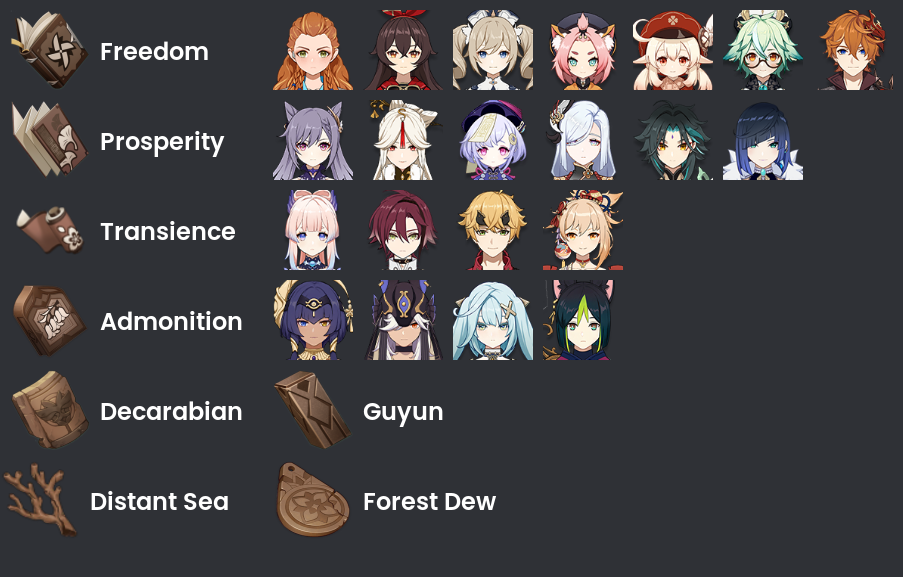 Freedom
Prosperity
Transience
Admonition
Decarabian Guyun
Distant Sea Forest Dew